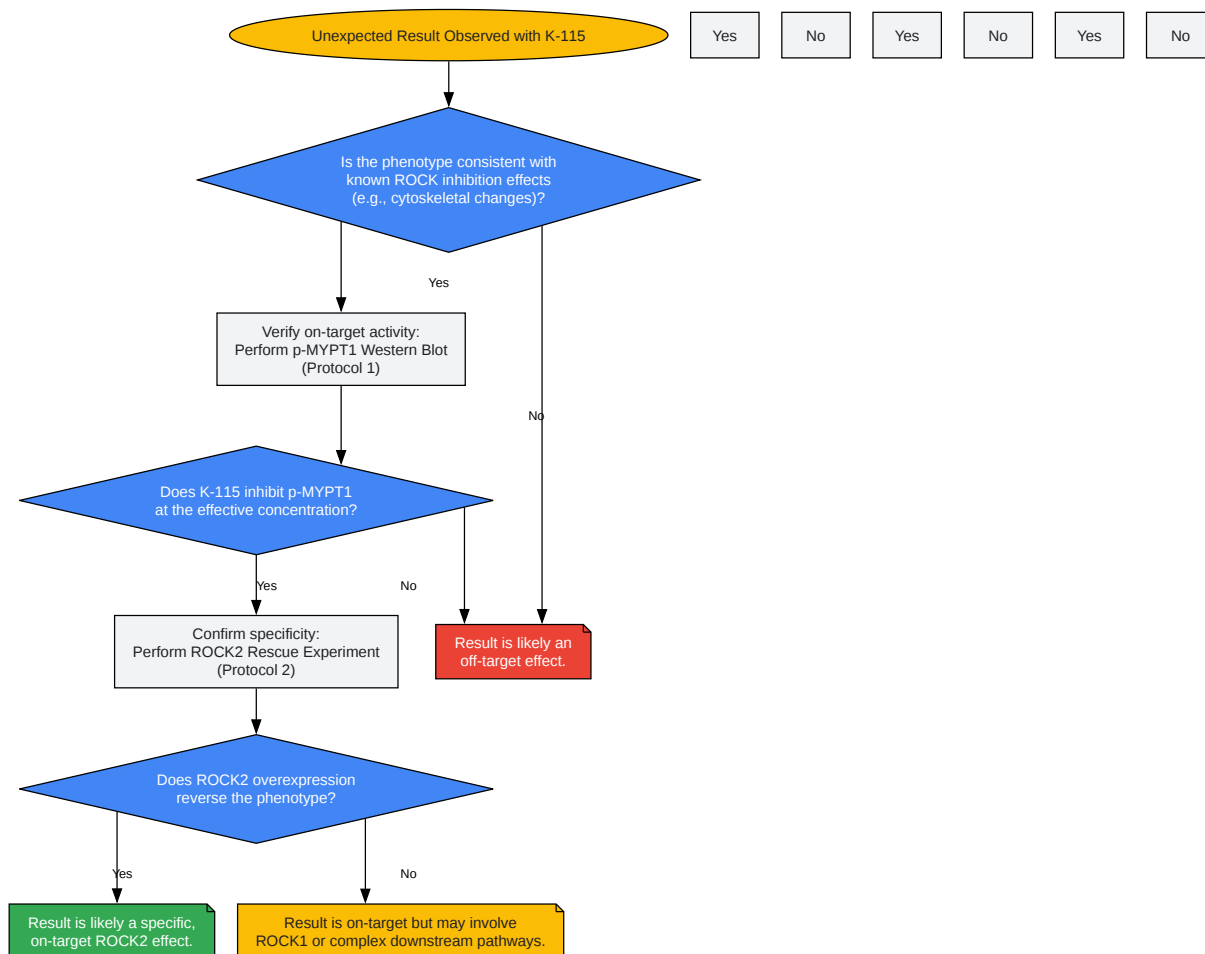 Unexpected Result Observed with K-115
Yes
No
Yes
No
Yes
No
Is the phenotype consistent with
known ROCK inhibition effects
(e.g., cytoskeletal changes)?
Yes
Verify on-target activity:
Perform p-MYPT1 Western Blot
(Protocol 1)
No
Does K-115 inhibit p-MYPT1
at the effective concentration?
Yes
No
Confirm specificity:
Perform ROCK2 Rescue Experiment
(Protocol 2)
Result is likely an
off-target effect.
Does ROCK2 overexpression
reverse the phenotype?
Yes
No
Result is likely a specific,
on-target ROCK2 effect.
Result is on-target but may involve
ROCK1 or complex downstream pathways.